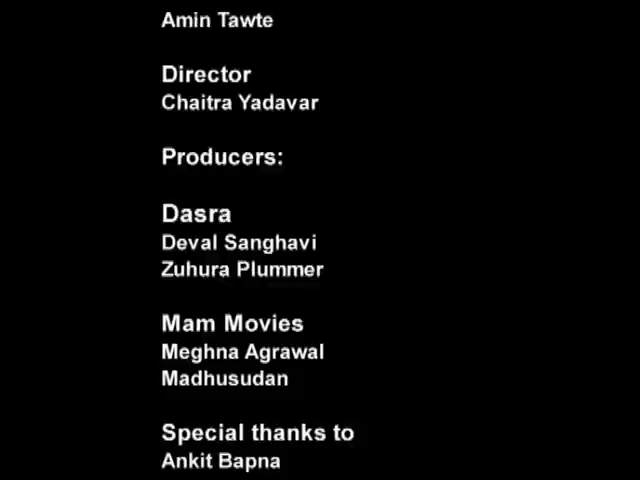 Amin Tawte
Director
Chaitra Yadavar
Producers:
Dasra
Deval Sanghavi
Zuhura Plummer
Mam Movies
Meghna Agrawal
Madhusudan
Special thanks to
Ankit Bapna